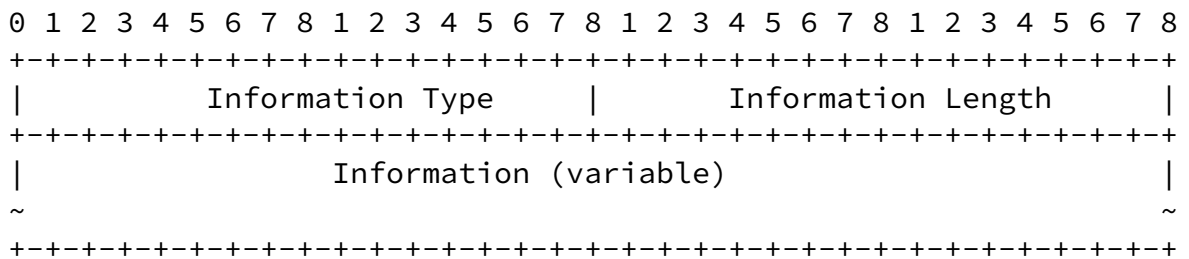 0 1 2 3 4 5 6 7 8 1 2 3 4 5 6 7 8 1 2 3 4 5 6 7 8 1 2 3 4 5 6 7 8
+-+-+-+-+-+-+-+-+-+-+-+-+-+-+-+-+-+-+-+-+-+-+-+-+-+-+-+-+-+-+-+-+
|          Information Type     |       Information Length      |
+-+-+-+-+-+-+-+-+-+-+-+-+-+-+-+-+-+-+-+-+-+-+-+-+-+-+-+-+-+-+-+-+
|                 Information (variable)                        |
~                                                               ~
+-+-+-+-+-+-+-+-+-+-+-+-+-+-+-+-+-+-+-+-+-+-+-+-+-+-+-+-+-+-+-+-+